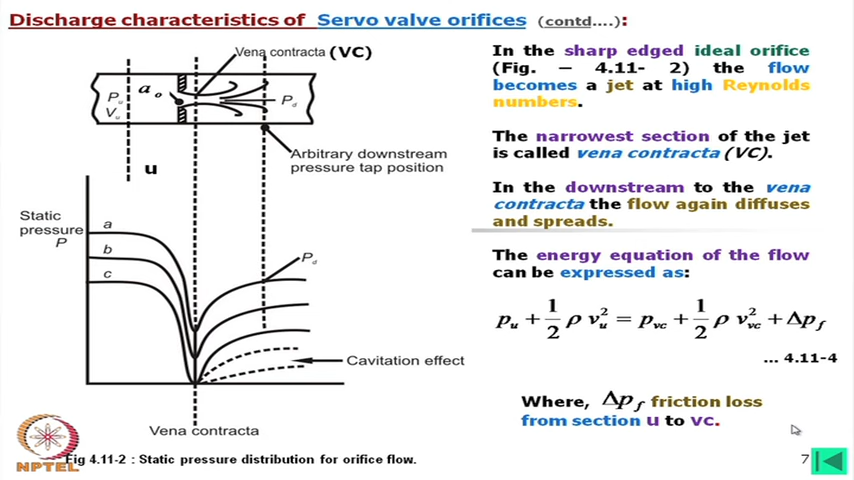 Discharge characteristics of Servo valve orifices (contd....):
Vena contracta (VC)
a₀
Pᵤ
Vᵤ
P_d
u
Arbitrary downstream
pressure tap position
Static
pressure
P
a
b
c
P_d
Cavitation effect
Vena contracta
Fig 4.11-2 : Static pressure distribution for orifice flow.
NPTEL
In the sharp edged ideal orifice
(Fig. – 4.11- 2) the flow
becomes a jet at high Reynolds
numbers.
The narrowest section of the jet
is called vena contracta (VC).
In the downstream to the vena
contracta the flow again diffuses
and spreads.
The energy equation of the flow
can be expressed as:
p_u + 1/2 ρ v_u^2 = p_vc + 1/2 ρ v_vc^2 + Δp_f
... 4.11-4
Where, Δp_f friction loss
from section u to vc.
7